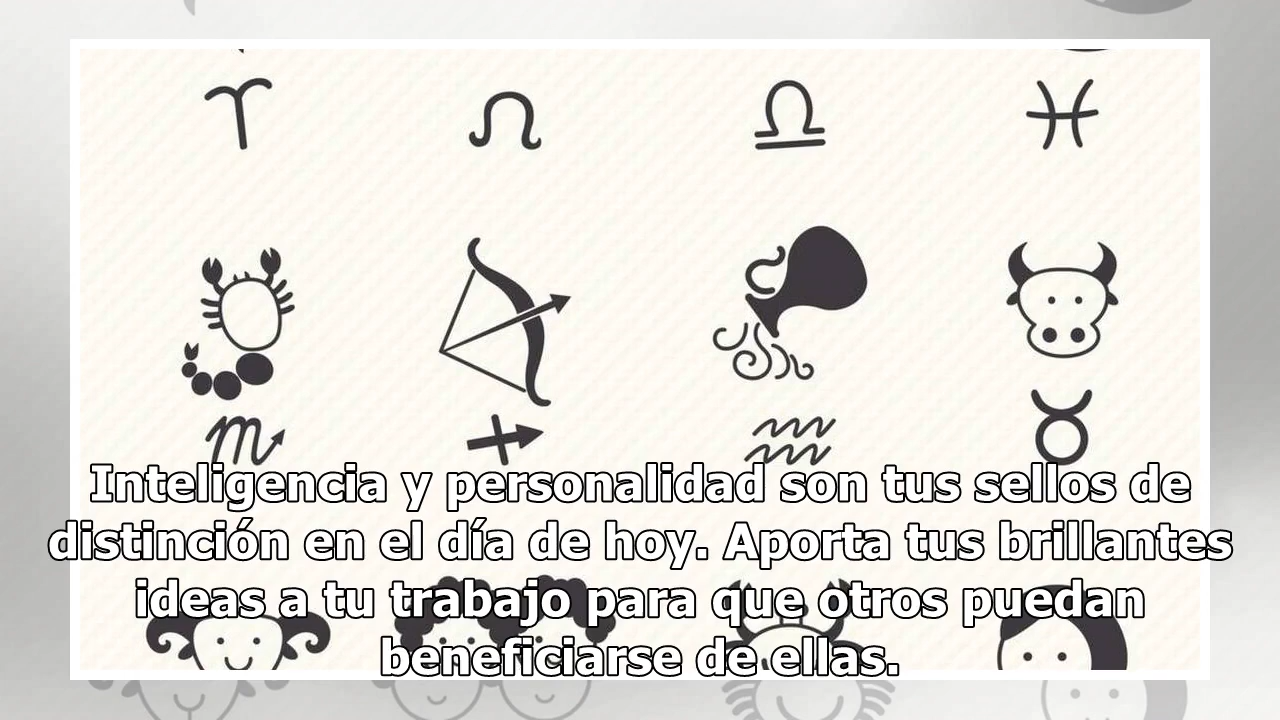 Inteligencia y personalidad son tus sellos de
distinción en el día de hoy. Aporta tus brillantes
ideas a tu trabajo para que otros puedan
beneficiarse de ellas.